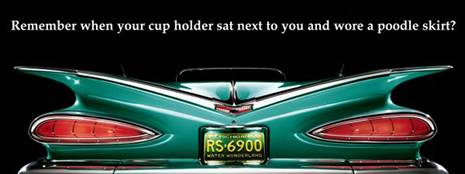 Remember when your cup holder sat next to you and wore a poodle skirt?
RS·6900
WATER WONDERLAND